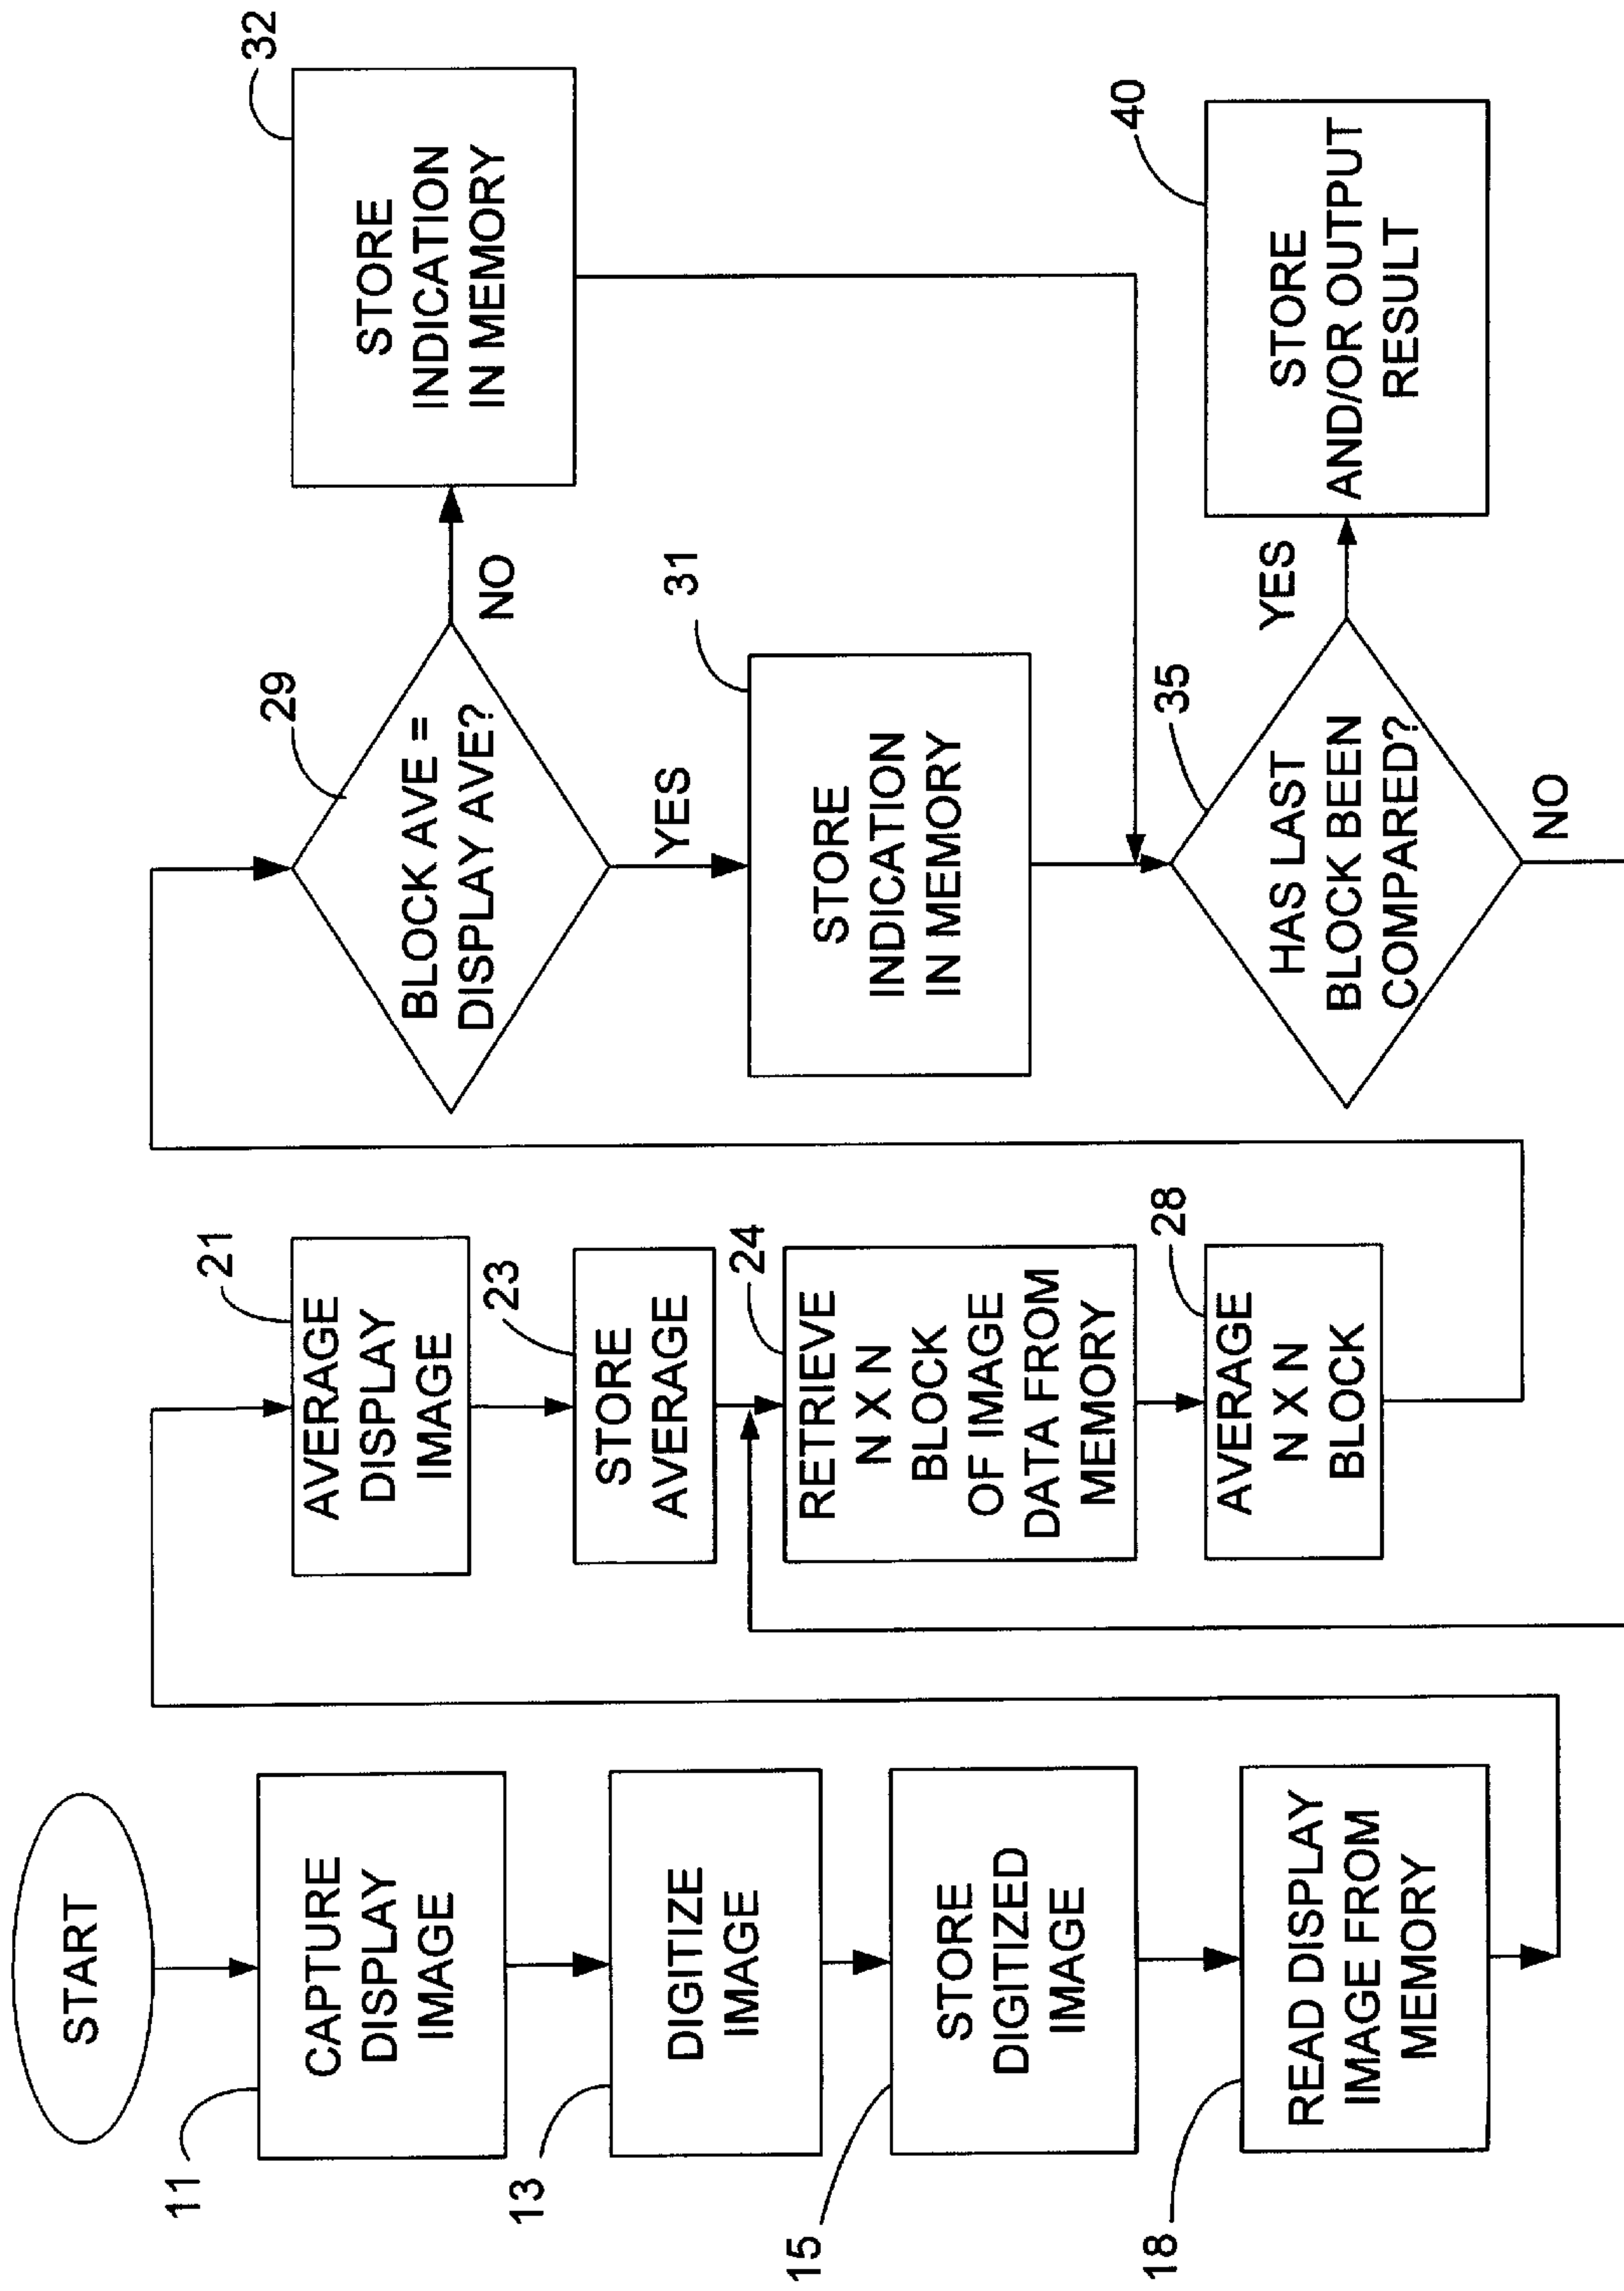 START
11
CAPTURE
DISPLAY
IMAGE
13
DIGITIZE
IMAGE
15
STORE
DIGITIZED
IMAGE
18
READ DISPLAY
IMAGE FROM
MEMORY
21
AVERAGE
DISPLAY
IMAGE
23
STORE
AVERAGE
24
RETRIEVE
N X N
BLOCK
OF IMAGE
DATA FROM
MEMORY
28
AVERAGE
N X N
BLOCK
29
BLOCK AVE =
DISPLAY AVE?
NO
32
STORE
INDICATION
IN MEMORY
YES
31
STORE
INDICATION
IN MEMORY
35
HAS LAST
BLOCK BEEN
COMPARED?
YES
40
STORE
AND/OR OUTPUT
RESULT
NO